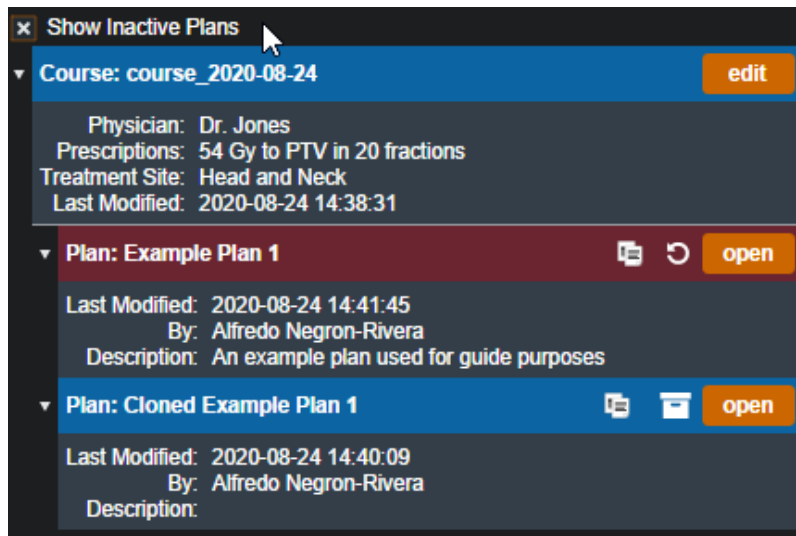 Show Inactive Plans
Course: course_2020-08-24 edit
Physician: Dr. Jones
Prescriptions: 54 Gy to PTV in 20 fractions
Treatment Site: Head and Neck
Last Modified: 2020-08-24 14:38:31
Plan: Example Plan 1 open
Last Modified: 2020-08-24 14:41:45
By: Alfredo Negron-Rivera
Description: An example plan used for guide purposes
Plan: Cloned Example Plan 1 open
Last Modified: 2020-08-24 14:40:09
By: Alfredo Negron-Rivera
Description: